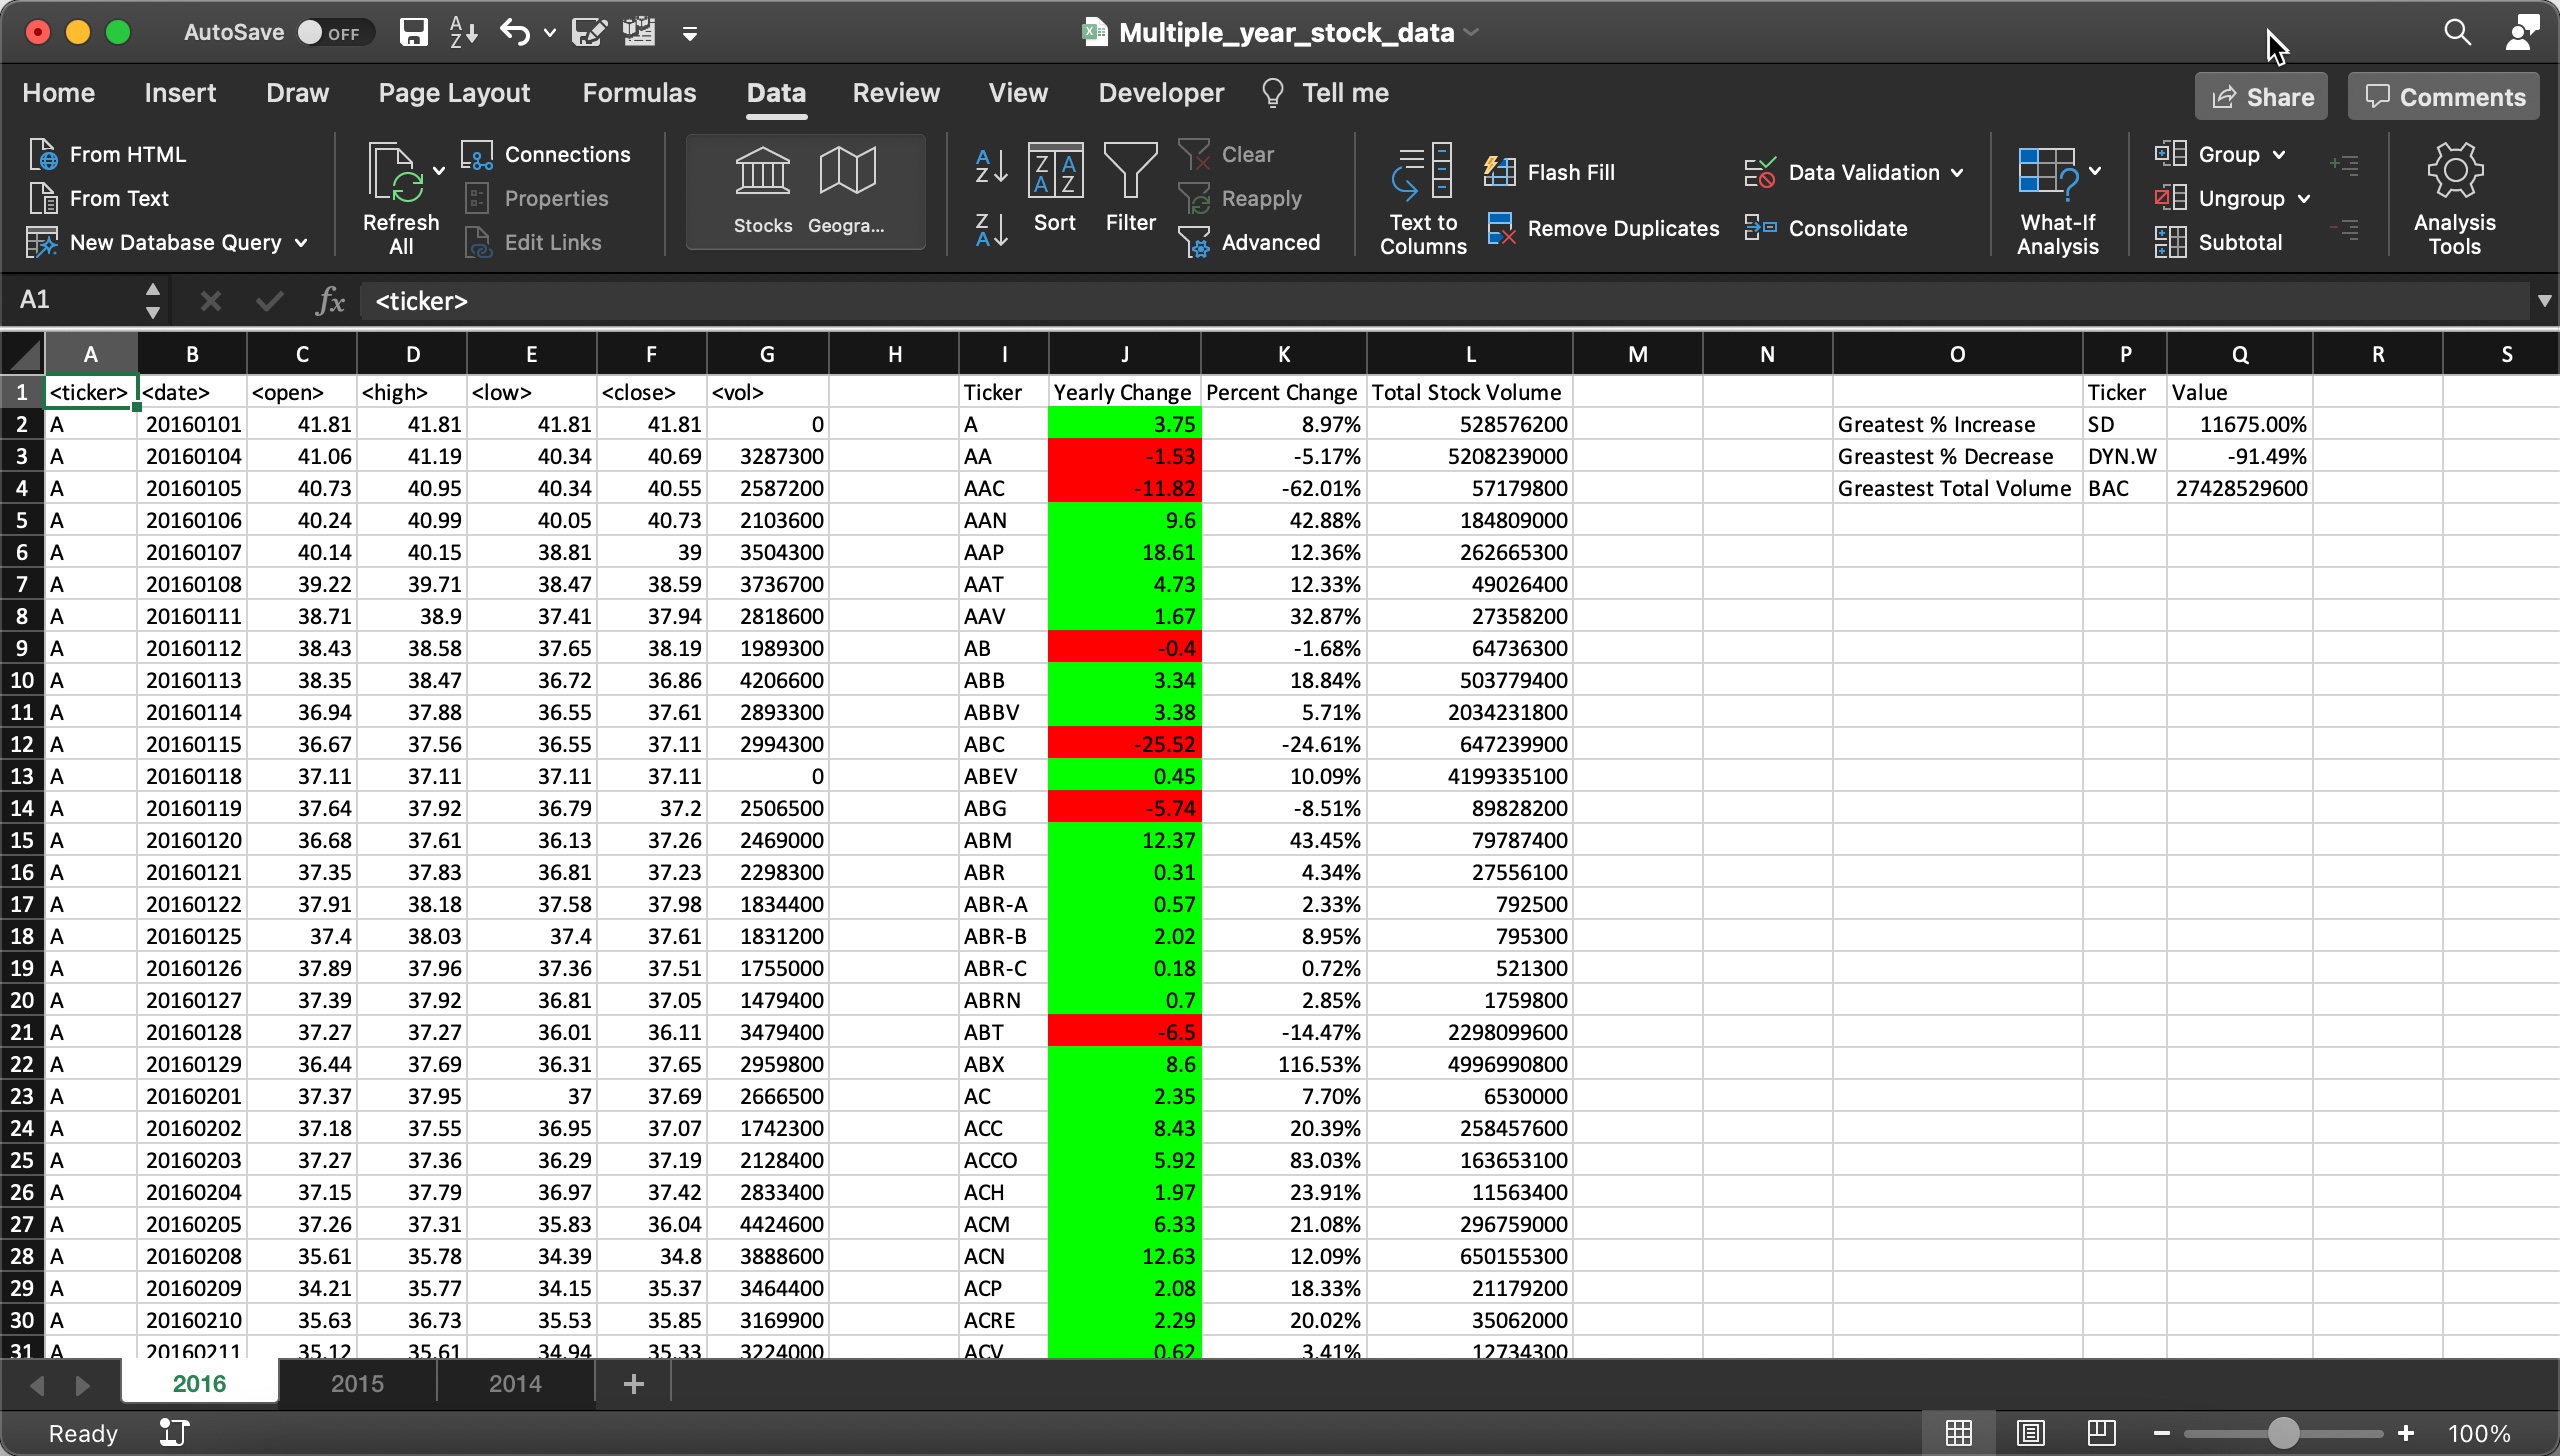 AutoSave OFF Multiple_year_stock_data
Home Insert Draw Page Layout Formulas Data Review View Developer Tell me Share Comments
From HTML
From Text
New Database Query
Refresh All
Connections
Properties
Edit Links
Stocks Geogra...
Sort Filter
Clear
Reapply
Advanced
Text to Columns
Flash Fill
Remove Duplicates
Data Validation
Consolidate
What-If Analysis
Group
Ungroup
Subtotal
Analysis Tools
A1 fx <ticker>
A B C D E F G H I J K L M N O P Q R S
1 <ticker> <date> <open> <high> <low> <close> <vol> Ticker Yearly Change Percent Change Total Stock Volume Ticker Value
2 A 20160101 41.81 41.81 41.81 41.81 0 A 3.75 8.97% 528576200 Greatest % Increase SD 11675.00%
3 A 20160104 41.06 41.19 40.34 40.69 3287300 AA -1.53 -5.17% 5208239000 Greastest % Decrease DYN.W -91.49%
4 A 20160105 40.73 40.95 40.34 40.55 2587200 AAC -11.82 -62.01% 57179800 Greastest Total Volume BAC 27428529600
5 A 20160106 40.24 40.99 40.05 40.73 2103600 AAN 9.6 42.88% 184809000
6 A 20160107 40.14 40.15 38.81 39 3504300 AAP 18.61 12.36% 262665300
7 A 20160108 39.22 39.71 38.47 38.59 3736700 AAT 4.73 12.33% 49026400
8 A 20160111 38.71 38.9 37.41 37.94 2818600 AAV 1.67 32.87% 27358200
9 A 20160112 38.43 38.58 37.65 38.19 1989300 AB -0.4 -1.68% 64736300
10 A 20160113 38.35 38.47 36.72 36.86 4206600 ABB 3.34 18.84% 503779400
11 A 20160114 36.94 37.88 36.55 37.61 2893300 ABBV 3.38 5.71% 2034231800
12 A 20160115 36.67 37.56 36.55 37.11 2994300 ABC -25.52 -24.61% 647239900
13 A 20160118 37.11 37.11 37.11 37.11 0 ABEV 0.45 10.09% 4199335100
14 A 20160119 37.64 37.92 36.79 37.2 2506500 ABG -5.74 -8.51% 89828200
15 A 20160120 36.68 37.61 36.13 37.26 2469000 ABM 12.37 43.45% 79787400
16 A 20160121 37.35 37.83 36.81 37.23 2298300 ABR 0.31 4.34% 27556100
17 A 20160122 37.91 38.18 37.58 37.98 1834400 ABR-A 0.57 2.33% 792500
18 A 20160125 37.4 38.03 37.4 37.61 1831200 ABR-B 2.02 8.95% 795300
19 A 20160126 37.89 37.96 37.36 37.51 1755000 ABR-C 0.18 0.72% 521300
20 A 20160127 37.39 37.92 36.81 37.05 1479400 ABRN 0.7 2.85% 1759800
21 A 20160128 37.27 37.27 36.01 36.11 3479400 ABT -6.5 -14.47% 2298099600
22 A 20160129 36.44 37.69 36.31 37.65 2959800 ABX 8.6 116.53% 4996990800
23 A 20160201 37.37 37.95 37 37.69 2666500 AC 2.35 7.70% 6530000
24 A 20160202 37.18 37.55 36.95 37.07 1742300 ACC 8.43 20.39% 258457600
25 A 20160203 37.27 37.36 36.29 37.19 2128400 ACCO 5.92 83.03% 163653100
26 A 20160204 37.15 37.79 36.97 37.42 2833400 ACH 1.97 23.91% 11563400
27 A 20160205 37.26 37.31 35.83 36.04 4424600 ACM 6.33 21.08% 296759000
28 A 20160208 35.61 35.78 34.39 34.8 3888600 ACN 12.63 12.09% 650155300
29 A 20160209 34.21 35.77 34.15 35.37 3464400 ACP 2.08 18.33% 21179200
30 A 20160210 35.63 36.73 35.53 35.85 3169900 ACRE 2.29 20.02% 35062000
31 A 20160211 35.12 35.61 34.94 35.33 3224000 ACV 0.62 3.41% 12734300
2016 2015 2014 +
Ready 100%